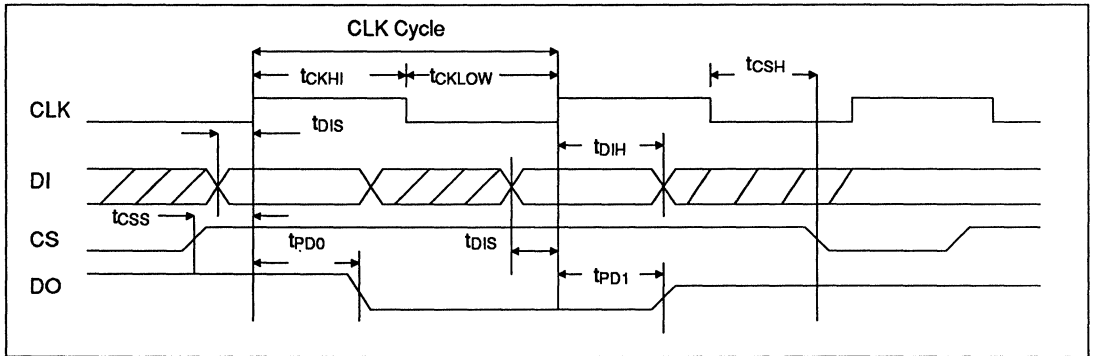 CLK Cycle
tCKHI tCKLOW tCSH
CLK
tDIS
tDIH
DI
tCSS
CS
tPD0 tDIS
tPD1
DO